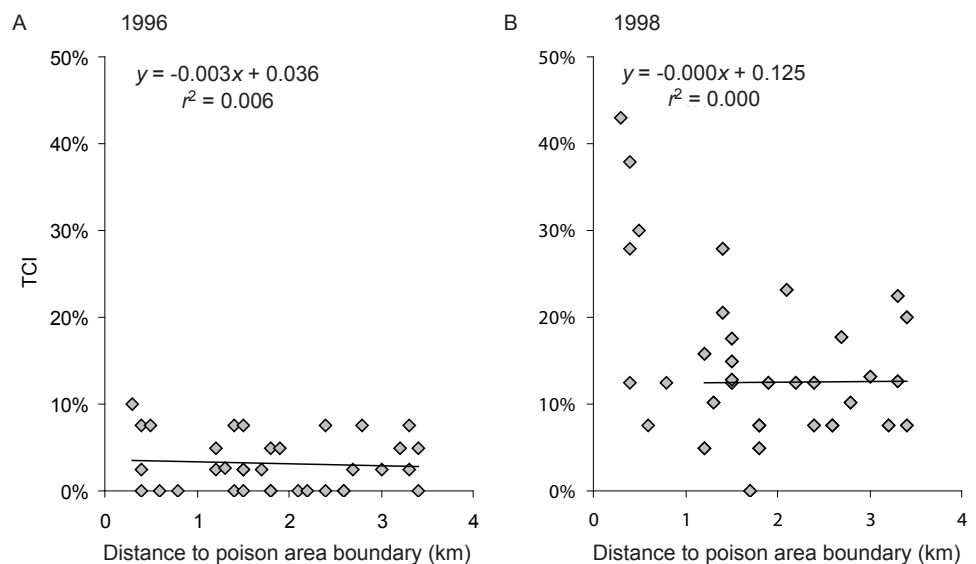 A 1996
50%
40%
30%
20%
10%
0%
TCI
y = -0.003x + 0.036
r² = 0.006
0 1 2 3 4
Distance to poison area boundary (km)
B 1998
50%
40%
30%
20%
10%
0%
y = -0.000x + 0.125
r² = 0.000
0 1 2 3 4
Distance to poison area boundary (km)